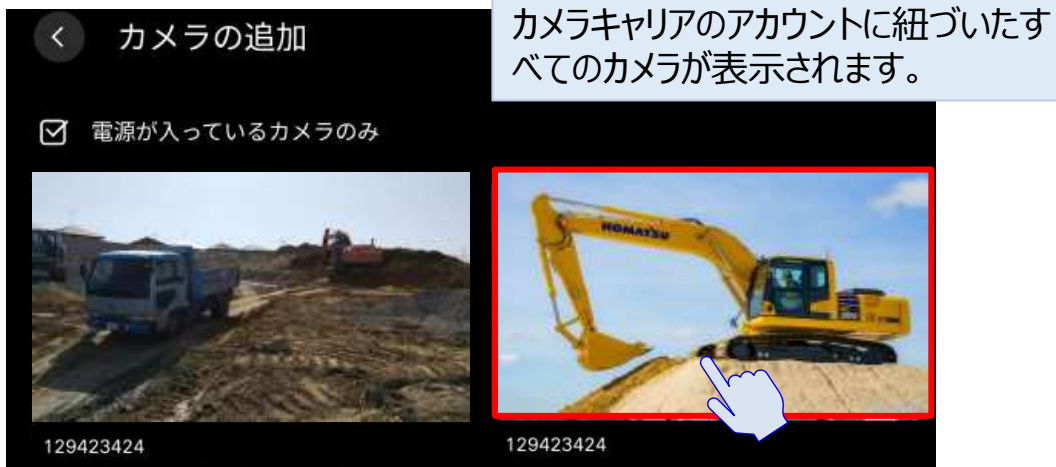 カメラの追加
カメラキャリアのアカウントに紐づいたす
べてのカメラが表示されます。
電源が入っているカメラのみ
KOMATSU
129423424
129423424